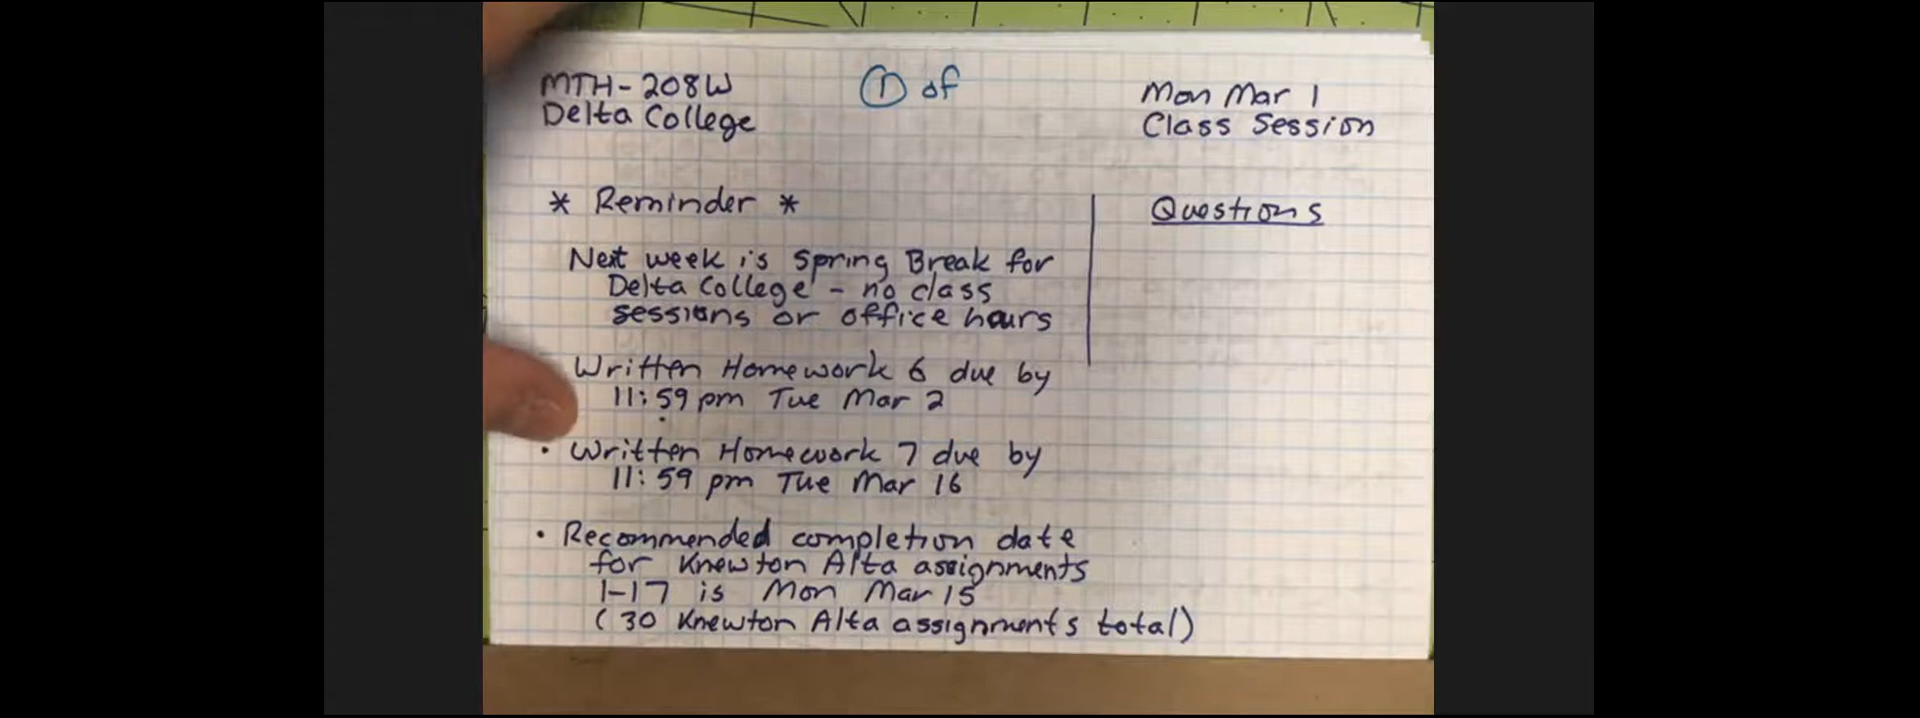 MTH-208W
Delta College
① of
Mon Mar 1
Class Session
* Reminder *
Next week is Spring Break for
Delta College - no class
sessions or office hours
Written Homework 6 due by
11:59 pm Tue Mar 2
• Written Homework 7 due by
11:59 pm Tue Mar 16
• Recommended completion date
for Knewton Alta assignments
1-17 is Mon Mar 15
(30 Knewton Alta assignments total)
Questions